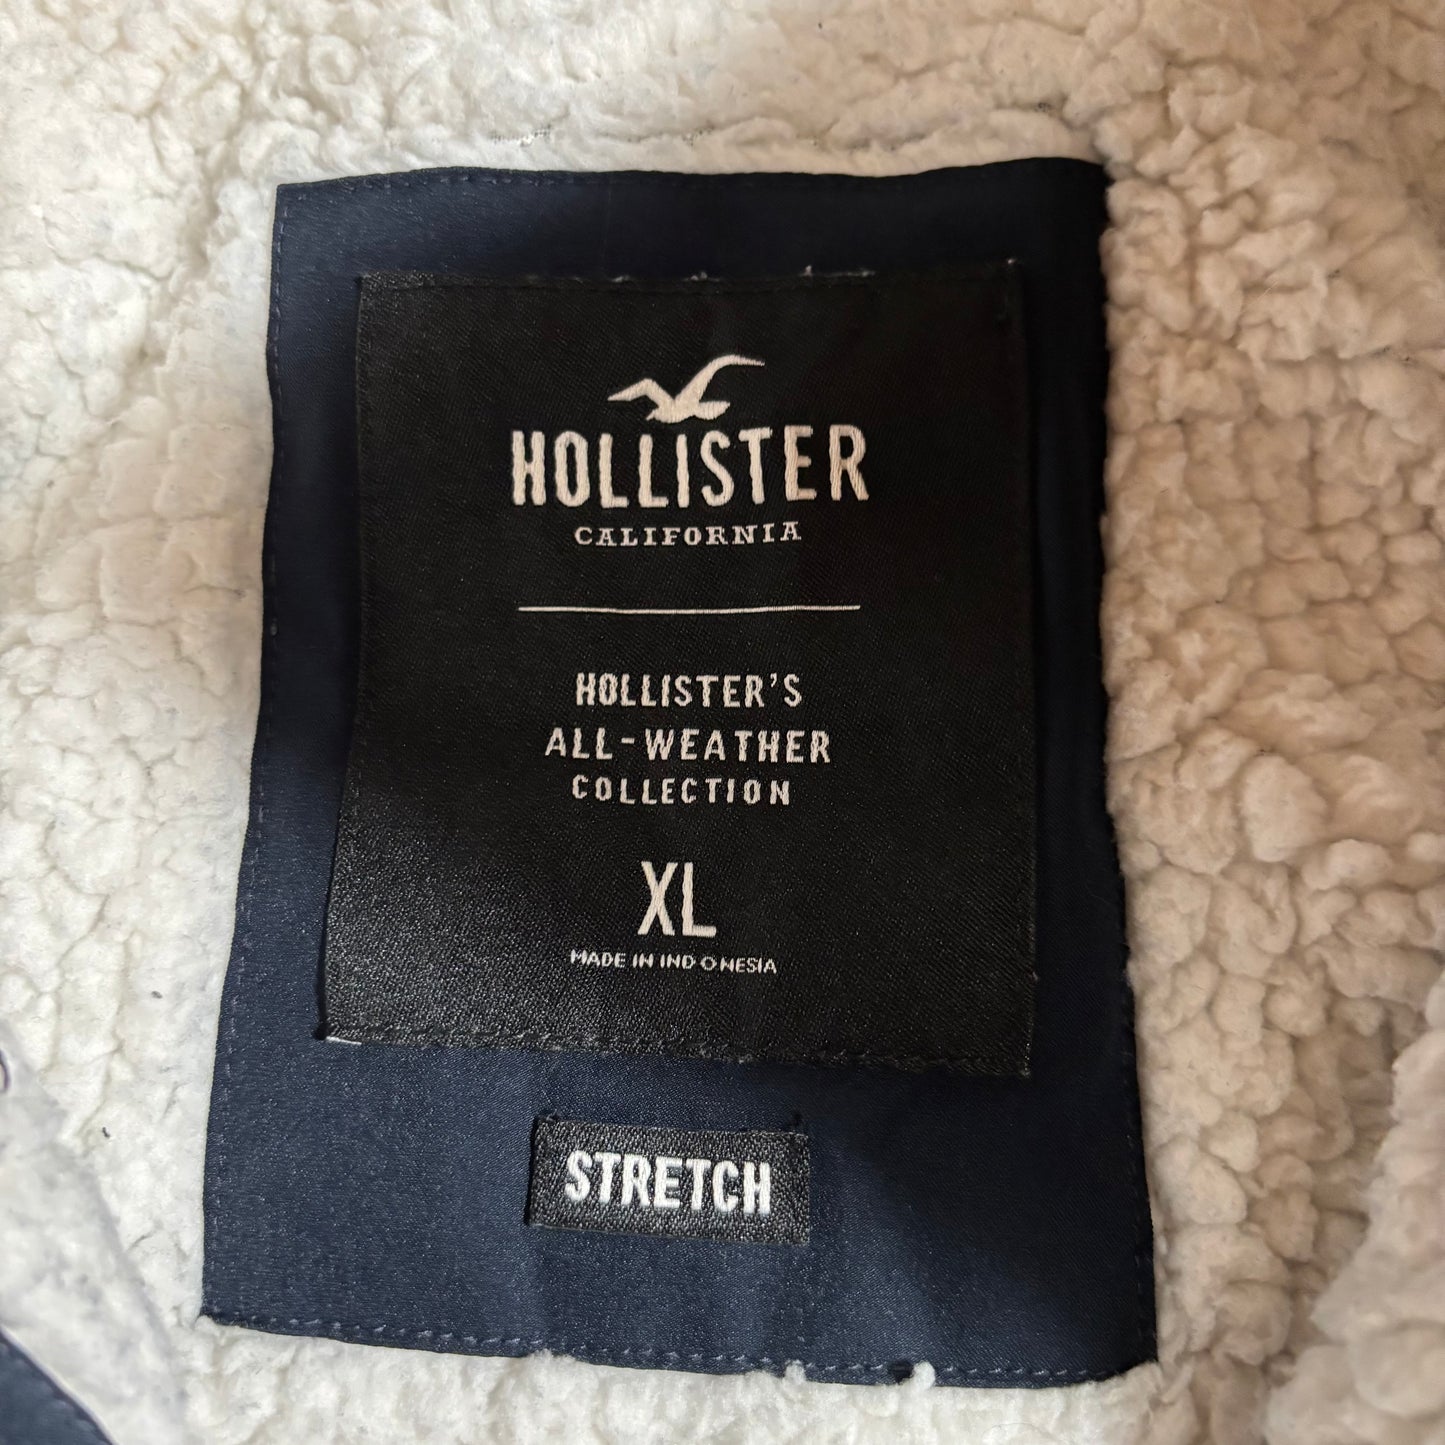 HOLLISTER
CALIFORNIA
HOLLISTER'S
ALL-WEATHER
COLLECTION
XL
MADE IN INDONESIA
STRETCH